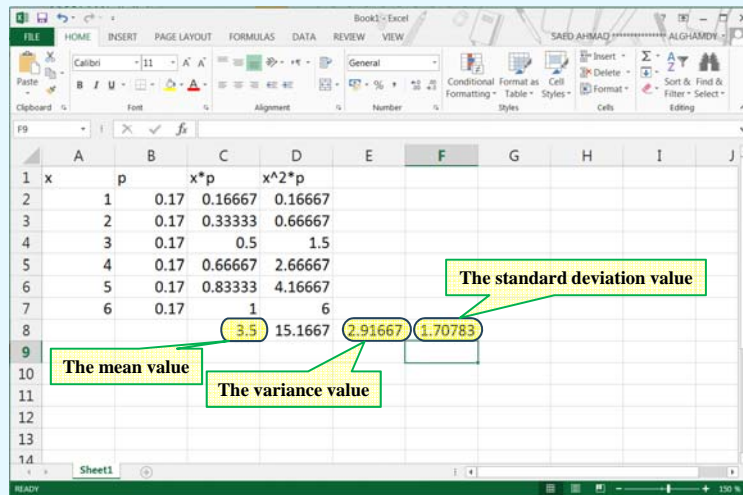 Book1 - Excel
FILE HOME INSERT PAGE LAYOUT FORMULAS DATA REVIEW VIEW SAED AHMAD ALGHAMDY
Paste
Calibri 11 A A General Conditional Format as Cell Insert Delete Format Sort & Find &
B I U A % , Formatting Table Styles Filter Select
Clipboard Font Alignment Number Styles Cells Editing
F9 fx
A B C D E F G H I J
1 x p x*p x^2*p
2 1 0.17 0.16667 0.16667
3 2 0.17 0.33333 0.66667
4 3 0.17 0.5 1.5
5 4 0.17 0.66667 2.66667
6 5 0.17 0.83333 4.16667
The standard deviation value
7 6 0.17 1 6
8 3.5 15.1667 2.91667 1.70783
9
The mean value
10
The variance value
11
12
13
14
Sheet1
READY 150 %